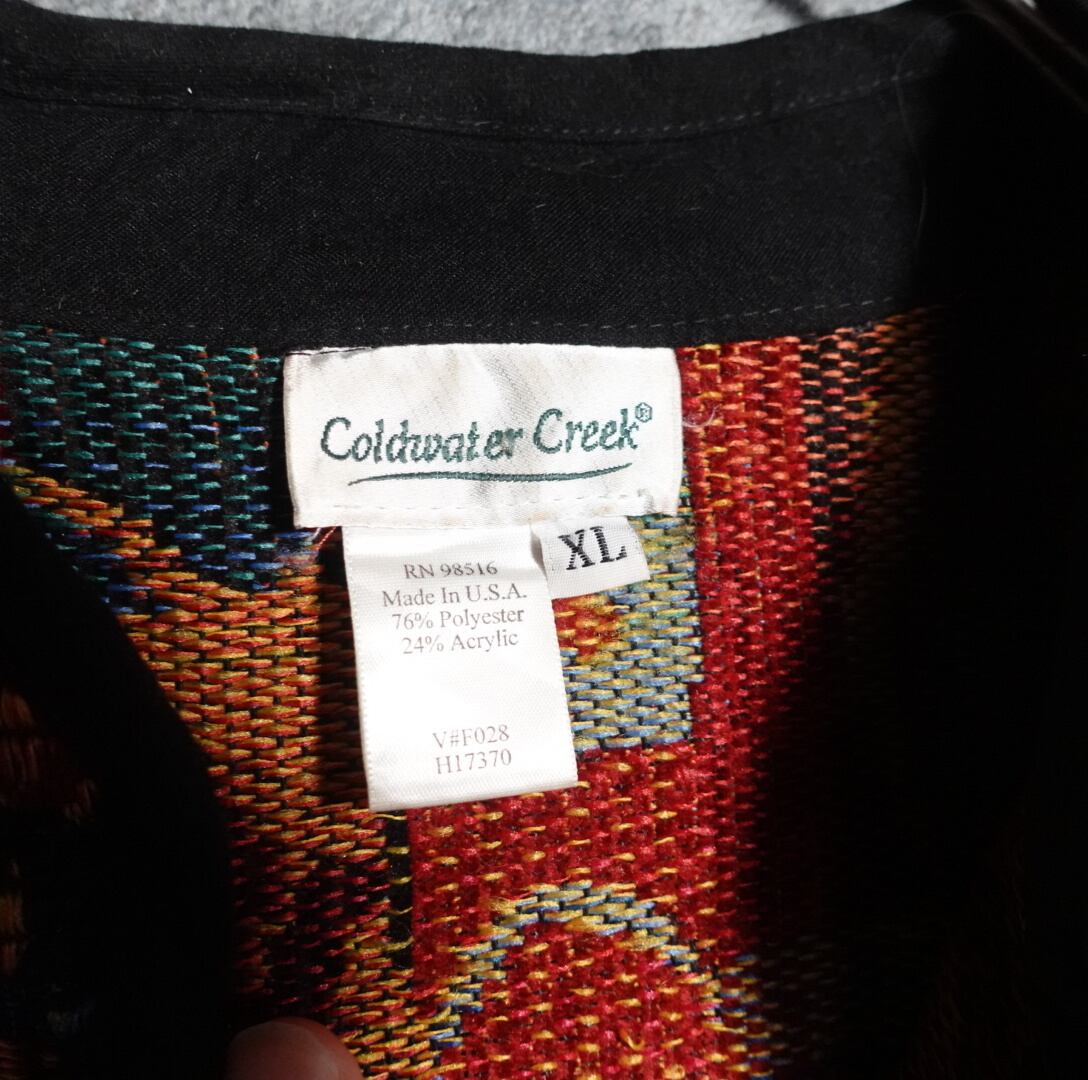 Coldwater Creek®
XL
RN 98516
Made In U.S.A.
76% Polyester
24% Acrylic
V#F028
H17370